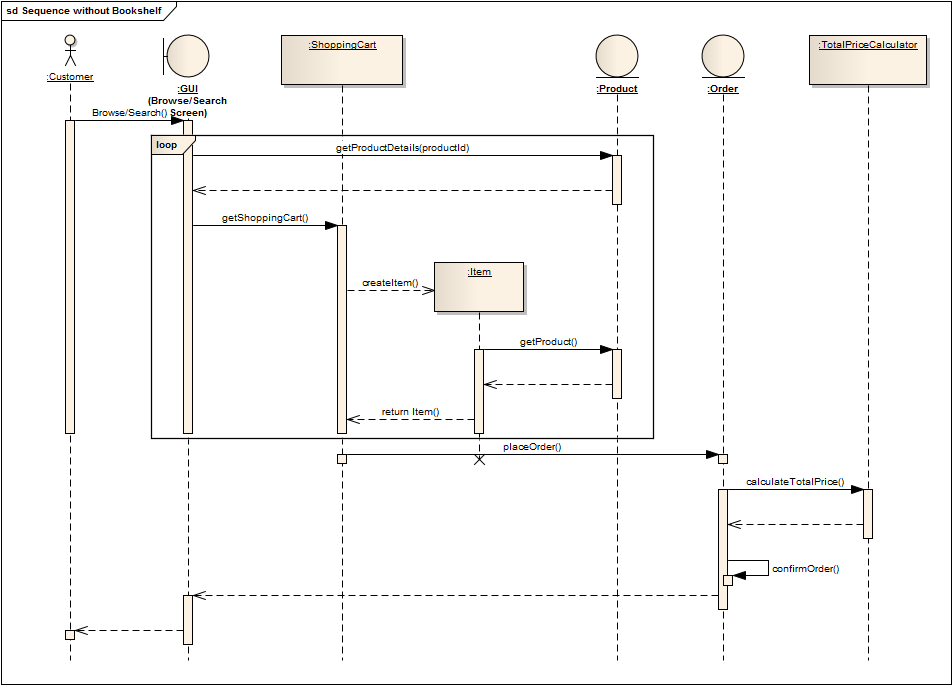 sd Sequence without Bookshelf
:Customer
:GUI
(Browse/Search
Screen)
:ShoppingCart
:Product
:Order
:TotalPriceCalculator
Browse/Search()
loop
getProductDetails(productId)
getShoppingCart()
:Item
createItem()
getProduct()
return Item()
placeOrder()
calculateTotalPrice()
confirmOrder()